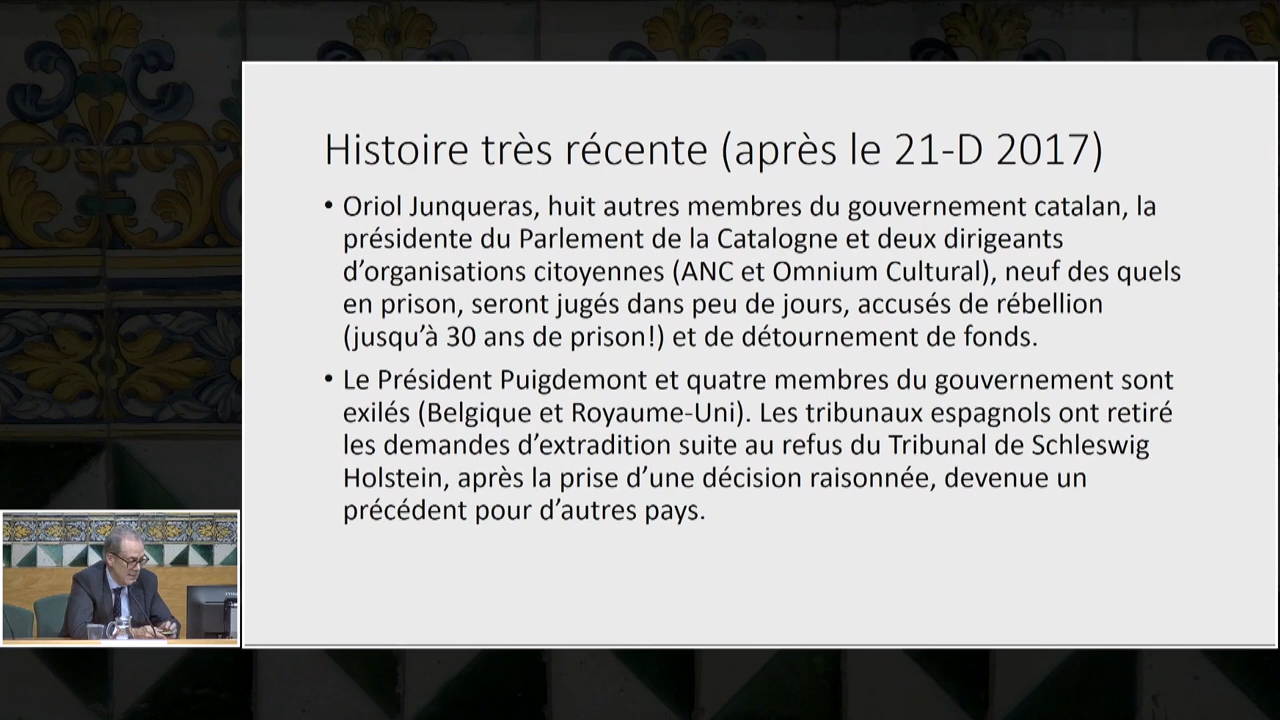 Histoire très récente (après le 21-D 2017)
• Oriol Junqueras, huit autres membres du gouvernement catalan, la
présidente du Parlement de la Catalogne et deux dirigeants
d’organisations citoyennes (ANC et Omnium Cultural), neuf des quels
en prison, seront jugés dans peu de jours, accusés de rébellion
(jusqu’à 30 ans de prison!) et de détournement de fonds.
• Le Président Puigdemont et quatre membres du gouvernement sont
exilés (Belgique et Royaume-Uni). Les tribunaux espagnols ont retiré
les demandes d’extradition suite au refus du Tribunal de Schleswig
Holstein, après la prise d’une décision raisonnée, devenue un
précédent pour d’autres pays.